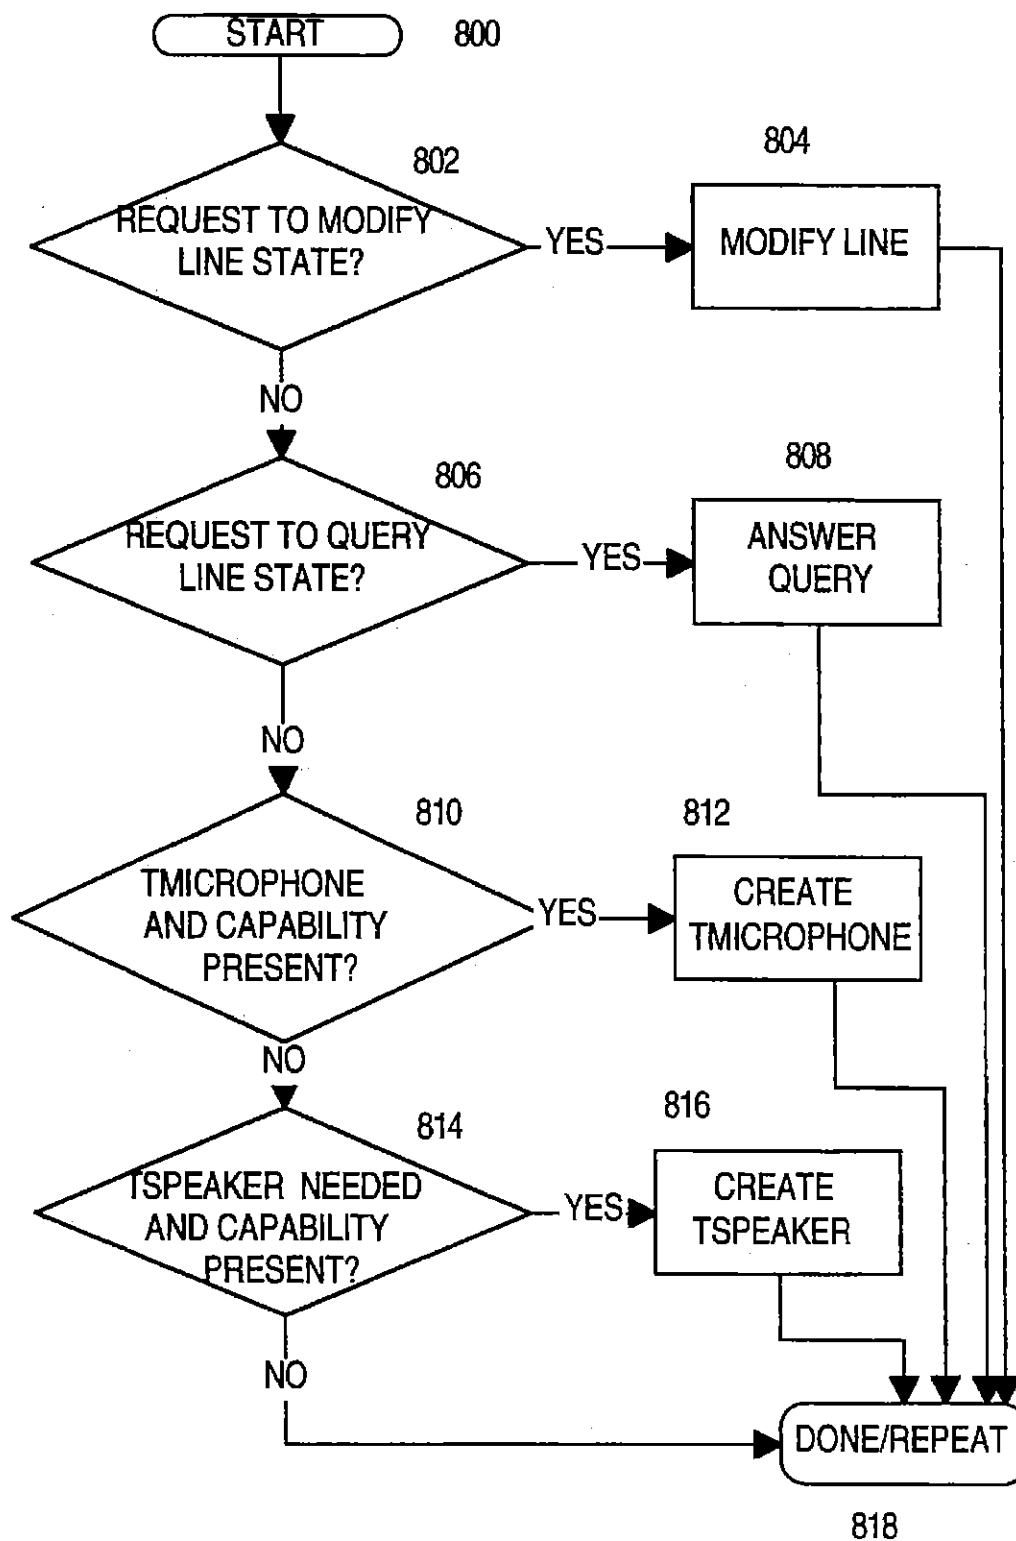 START
800
802
REQUEST TO MODIFY
LINE STATE?
YES
804
MODIFY LINE
NO
806
REQUEST TO QUERY
LINE STATE?
YES
808
ANSWER
QUERY
NO
810
TMICROPHONE
AND CAPABILITY
PRESENT?
YES
812
CREATE
TMICROPHONE
NO
814
TSPEAKER NEEDED
AND CAPABILITY
PRESENT?
YES
816
CREATE
TSPEAKER
NO
DONE/REPEAT
818